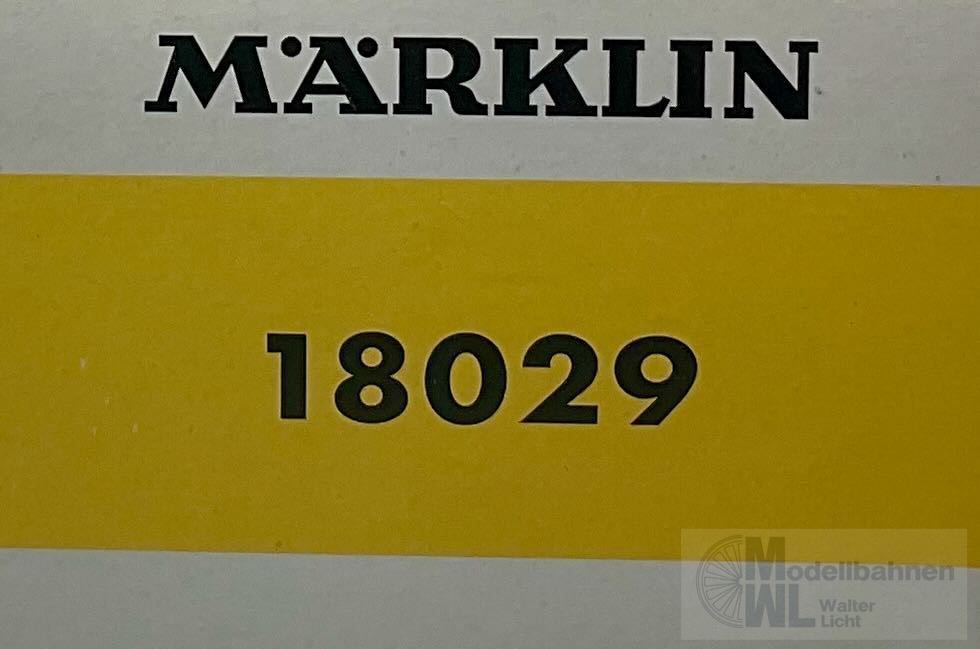 MÄRKLIN
18029
Modellbahnen
WL Walter
Licht